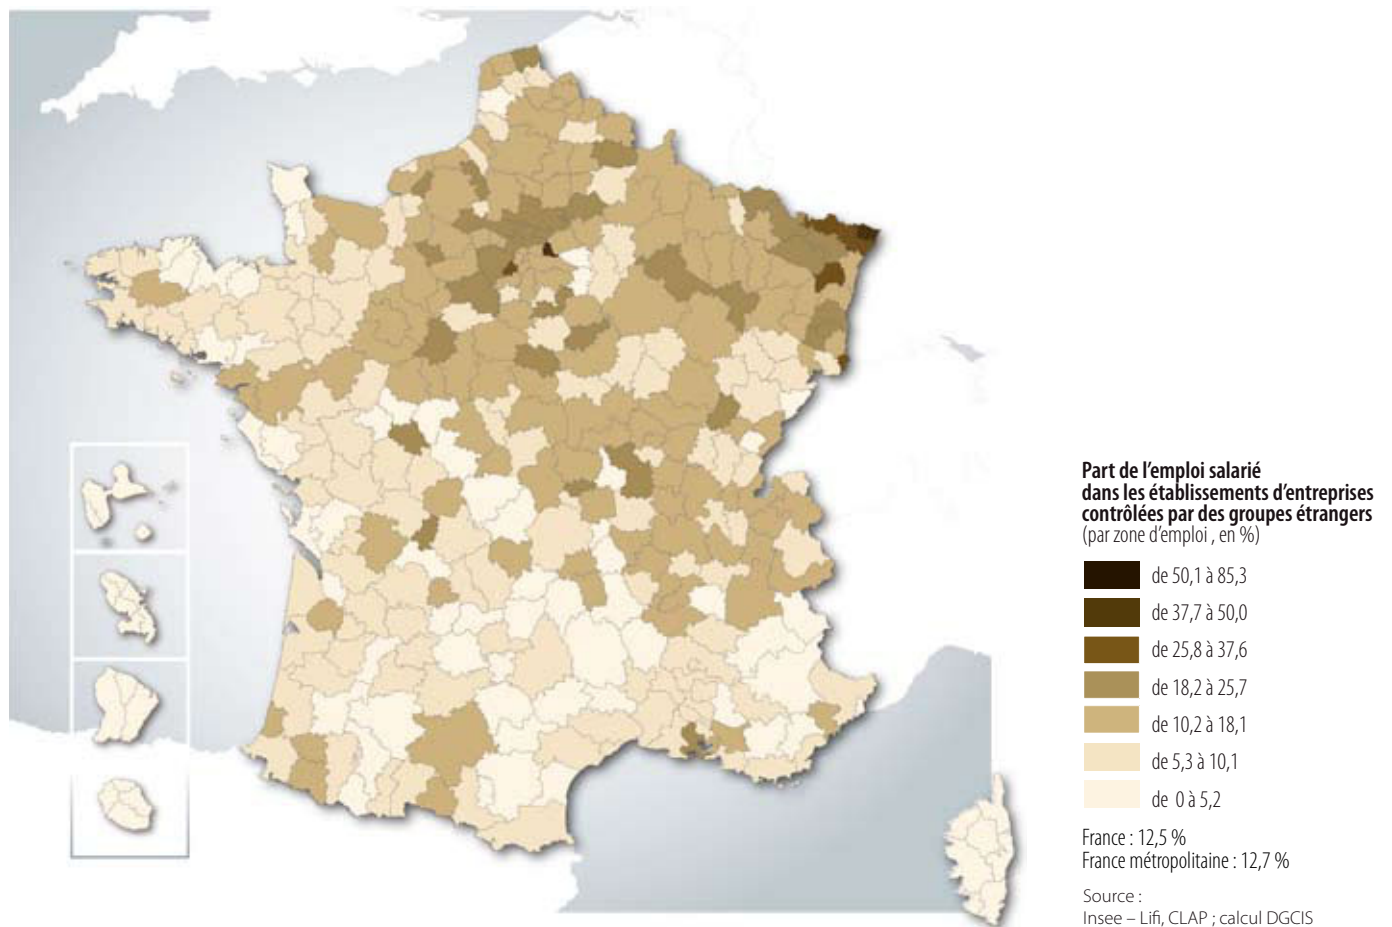 Part de l’emploi salarié
dans les établissements d’entreprises
contrôlées par des groupes étrangers
(par zone d’emploi , en %)
de 50,1 à 85,3
de 37,7 à 50,0
de 25,8 à 37,6
de 18,2 à 25,7
de 10,2 à 18,1
de 5,3 à 10,1
de 0 à 5,2
France : 12,5 %
France métropolitaine : 12,7 %
Source :
Insee – Lifi, CLAP ; calcul DGCIS